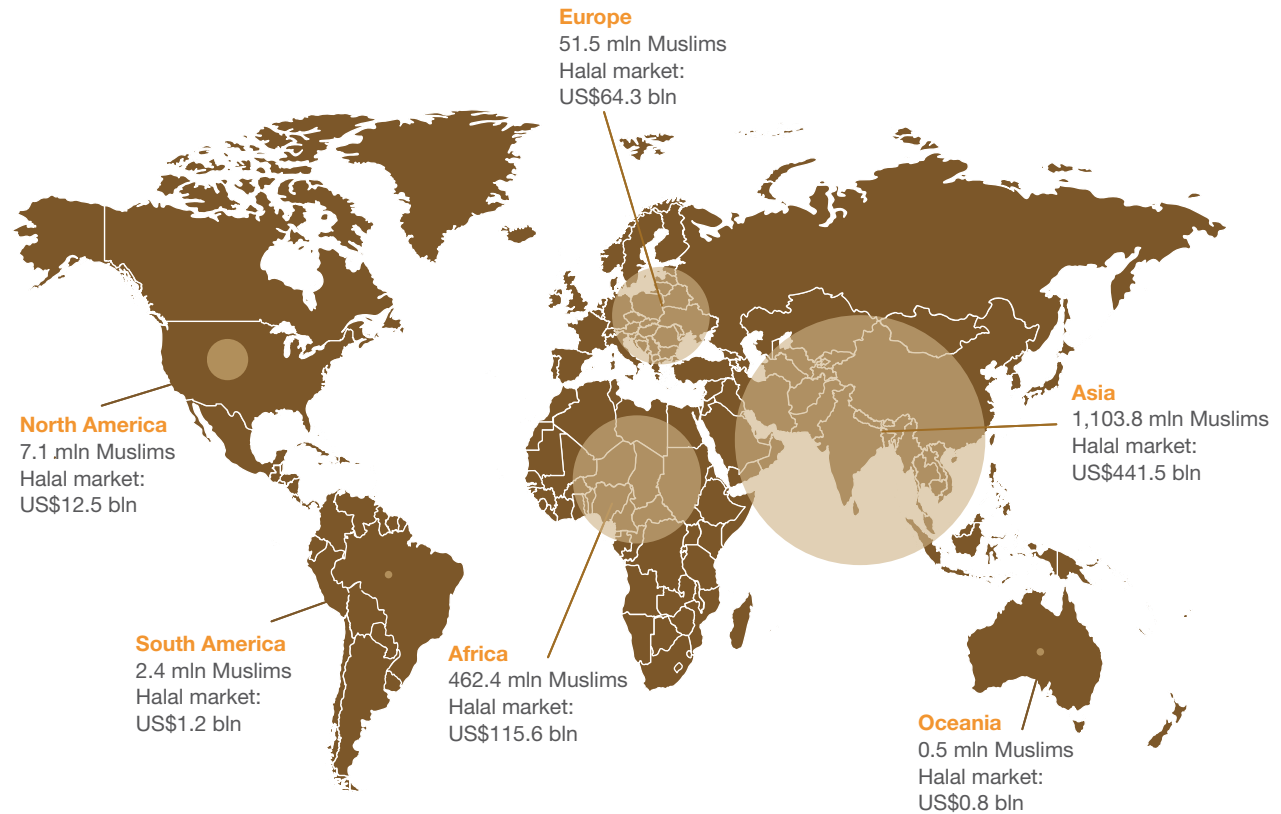 Europe
51.5 mln Muslims
Halal market:
US$64.3 bln
North America
7.1 mln Muslims
Halal market:
US$12.5 bln
Asia
1,103.8 mln Muslims
Halal market:
US$441.5 bln
South America
2.4 mln Muslims
Halal market:
US$1.2 bln
Africa
462.4 mln Muslims
Halal market:
US$115.6 bln
Oceania
0.5 mln Muslims
Halal market:
US$0.8 bln